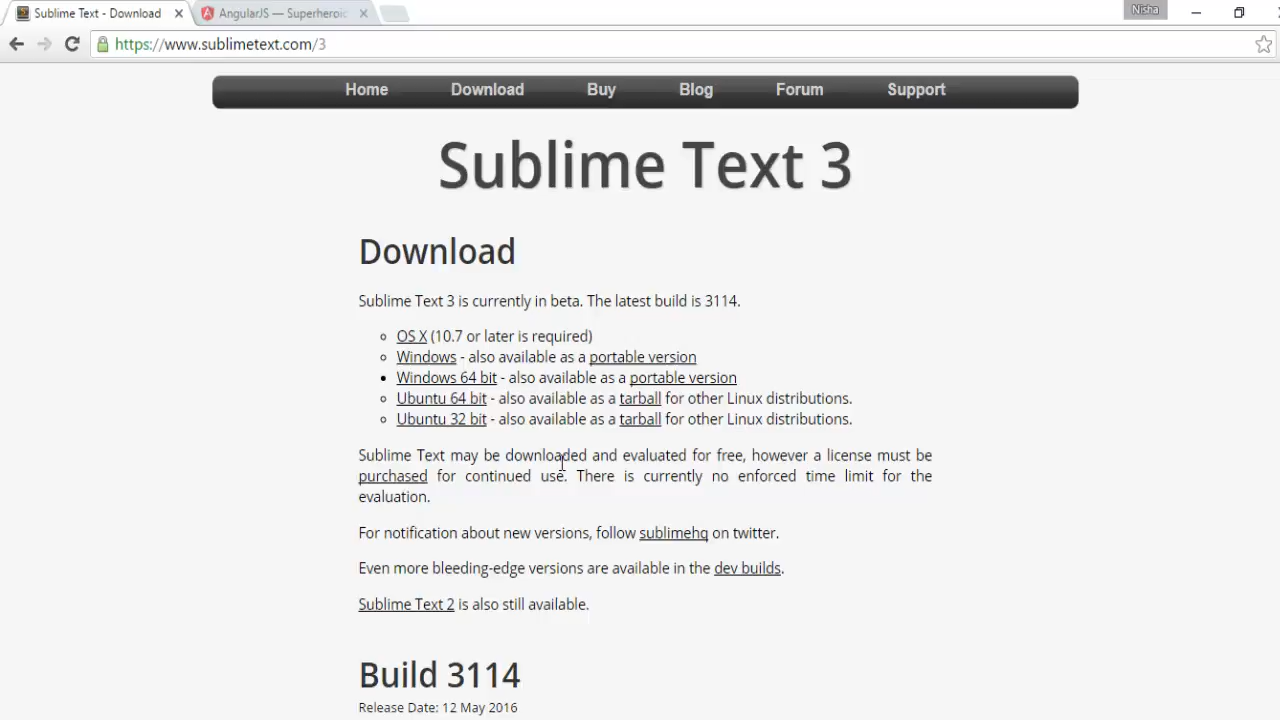 Sublime Text - Download
AngularJS — Superheroic
Nisha
https://www.sublimetext.com/3
Home Download Buy Blog Forum Support
Sublime Text 3
Download
Sublime Text 3 is currently in beta. The latest build is 3114.
OS X (10.7 or later is required)
Windows - also available as a portable version
Windows 64 bit - also available as a portable version
Ubuntu 64 bit - also available as a tarball for other Linux distributions.
Ubuntu 32 bit - also available as a tarball for other Linux distributions.
Sublime Text may be downloaded and evaluated for free, however a license must be
purchased for continued use. There is currently no enforced time limit for the
evaluation.
For notification about new versions, follow sublimehq on twitter.
Even more bleeding-edge versions are available in the dev builds.
Sublime Text 2 is also still available.
Build 3114
Release Date: 12 May 2016